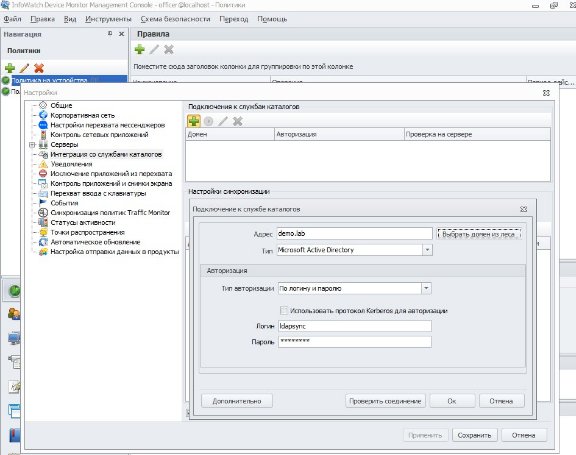 InfoWatch Device Monitor Management Console - officer@localhost - Политики
Файл Правка Вид Инструменты Схема безопасности Переход Помощь
Навигация
Правила
Политики
Поместите сюда заголовок колонки для группировки по этой колонке
Политика на устройства
Настройки
Общие
Корпоративная сеть
Настройки перехвата мессенджеров
Контроль сетевых приложений
Серверы
Интеграция со службами каталогов
Уведомления
Исключение приложений из перехвата
Контроль приложений и снимки экрана
Перехват ввода с клавиатуры
События
Синхронизация политик Traffic Monitor
Статусы активности
Точки распространения
Автоматическое обновление
Настройка отправки данных в продукты
Подключения к службам каталогов
Домен Авторизация Проверка на сервере
Настройки синхронизации
Подключение к службе каталогов
Адрес demo.lab Выбрать домен из леса
Тип Microsoft Active Directory
Авторизация
Тип авторизации По логину и паролю
Использовать протокол Kerberos для авторизации
Логин ldapsync
Пароль ********
Дополнительно Проверить соединение Ок Отмена
Применить Сохранить Отмена